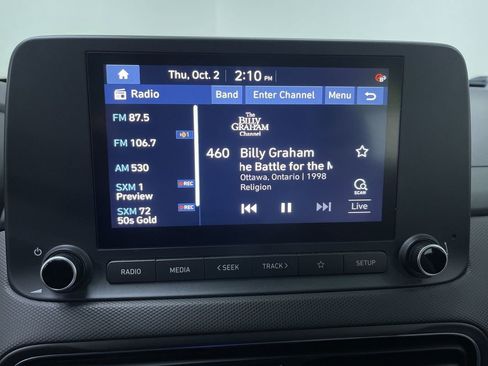 Thu, Oct. 2 2:10 PM
Radio Band Enter Channel Menu
FM 87.5
FM 106.7
AM 530
SXM 1 REC
Preview
SXM 72 REC
50s Gold
The
BILLY
GRAHAM
Channel
460 Billy Graham
he Battle for the M
Ottawa, Ontario | 1998
Religion
SCAN
Live
RADIO MEDIA < SEEK TRACK > SETUP